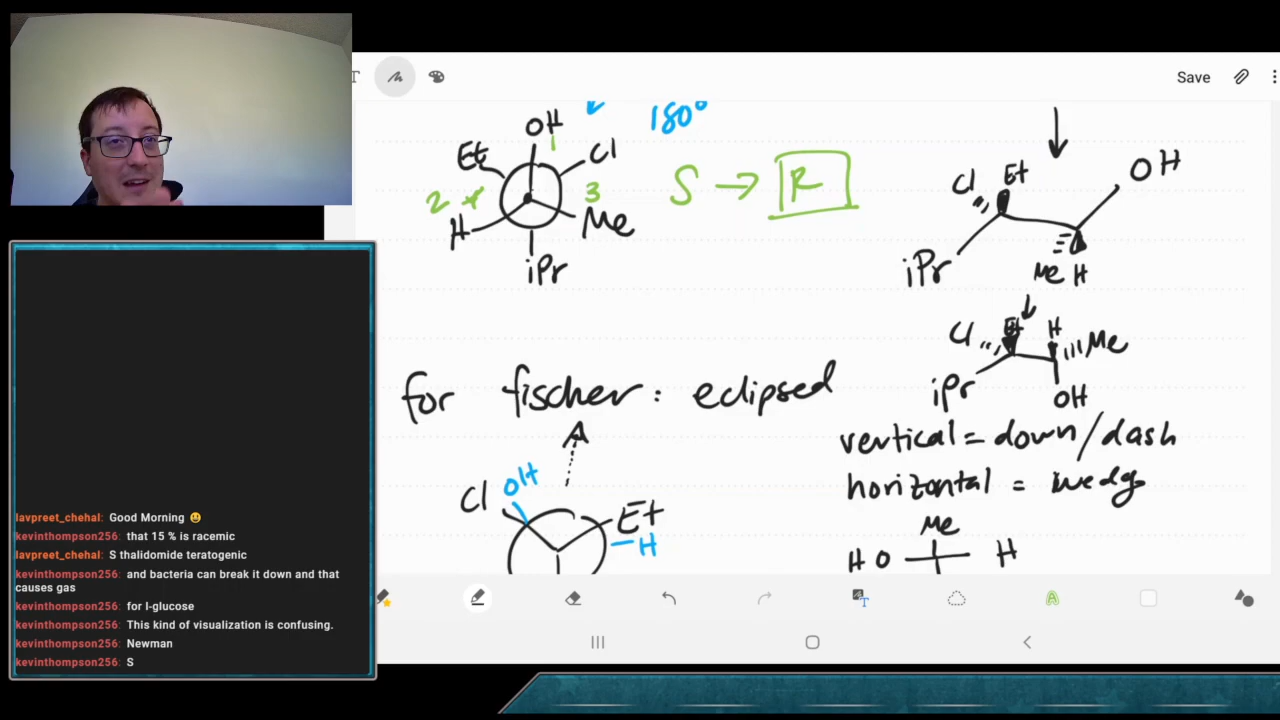 T
Save
180°
OH
Et
Cl
1
2
3
H
Me
iPr
S → R
Cl Et
OH
iPr
Me H
Cl Et H Me
iPr
OH
for fischer: eclipsed
vertical = down/dash
horizontal = wedge
Cl OH
Et
H
Me
HO H
lavpreet_chehal: Good Morning 😃
kevinthompson256: that 15 % is racemic
lavpreet_chehal: S thalidomide teratogenic
kevinthompson256: and bacteria can break it down and that
causes gas
kevinthompson256: for l-glucose
kevinthompson256: This kind of visualization is confusing.
kevinthompson256: Newman
kevinthompson256: S
T
A